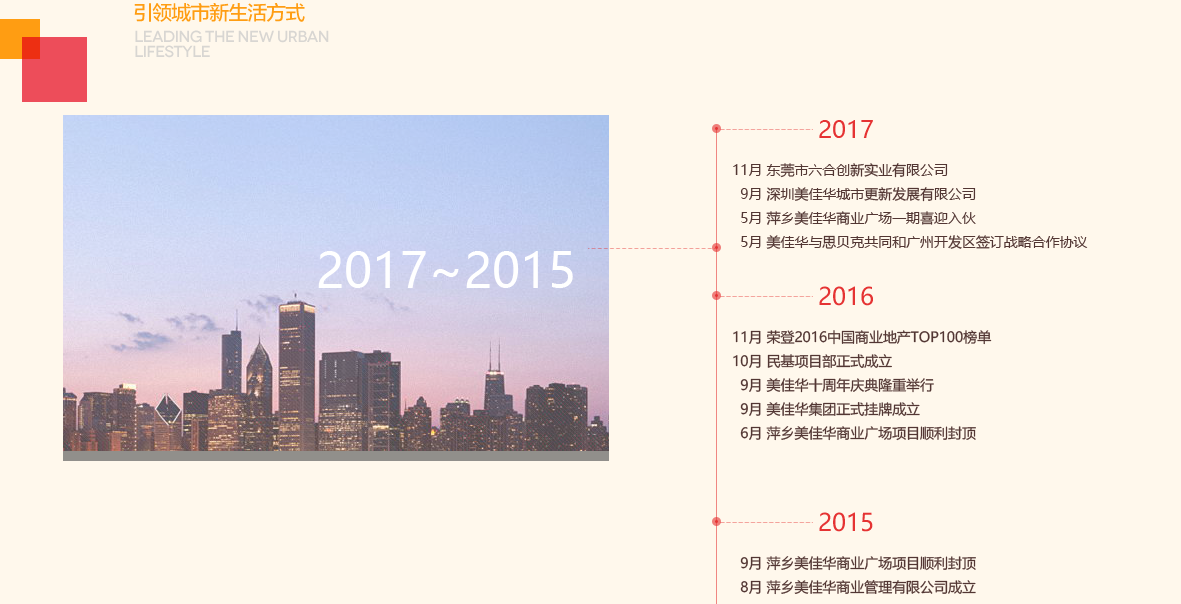 引领城市新生活方式
LEADING THE NEW URBAN
LIFESTYLE
2017~2015
2017
11月 东莞市六合创新实业有限公司
9月 深圳美佳华城市更新发展有限公司
5月 萍乡美佳华商业广场一期喜迎入伙
5月 美佳华与思贝克共同和广州开发区签订战略合作协议
2016
11月 荣登2016中国商业地产TOP100榜单
10月 民基项目部正式成立
9月 美佳华十周年庆典隆重举行
9月 美佳华集团正式挂牌成立
6月 萍乡美佳华商业广场项目顺利封顶
2015
9月 萍乡美佳华商业广场项目顺利封顶
8月 萍乡美佳华商业管理有限公司成立